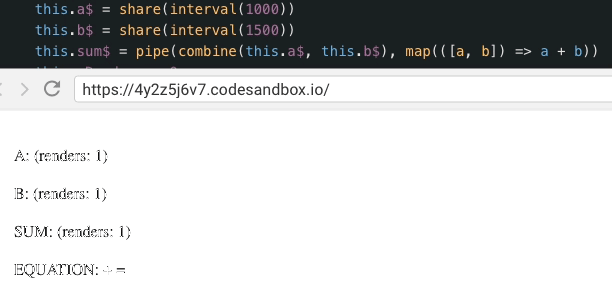 this.a$ = share(interval(1000))
this.b$ = share(interval(1500))
this.sum$ = pipe(combine(this.a$, this.b$), map(([a, b]) => a + b))
https://4y2z5j6v7.codesandbox.io/
A: (renders: 1)
B: (renders: 1)
SUM: (renders: 1)
EQUATION: + =